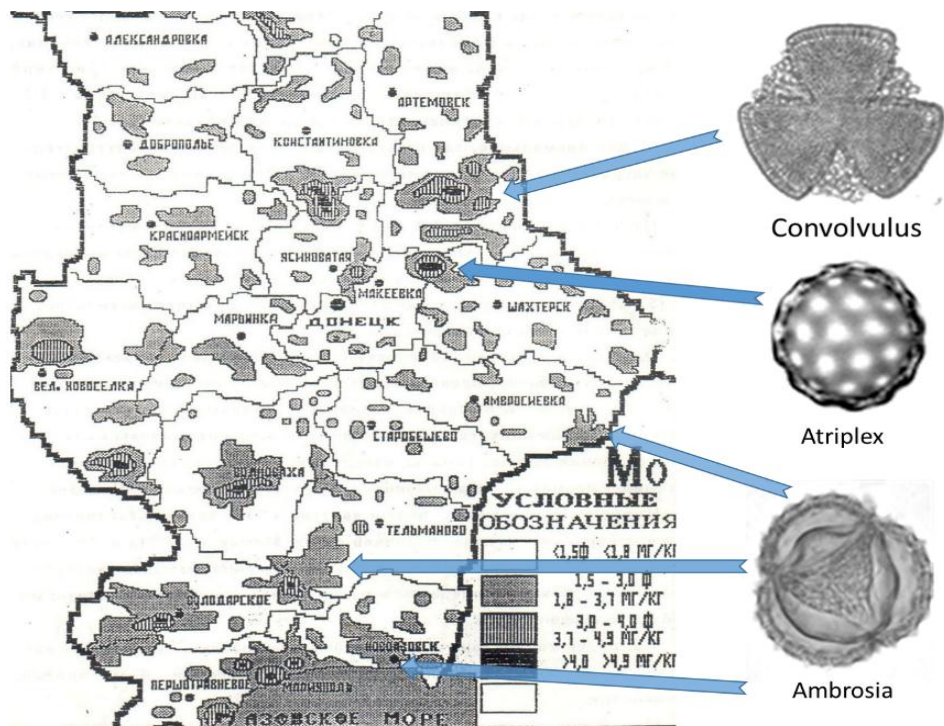 АЛЕКСАНДРОВКА
АРТЕМОВСК
ДОБРОПОЛЬЕ
КОНСТАНТИНОВКА
КРАСНОАРМЕЙСК
ЯСИНОВАТАЯ
МАКЕЕВКА
ШАХТЕРСК
МАРЬИНКА
ДОНЕЦК
ВЕЛ. НОВОСЕЛКА
АМВРОСИЕВКА
СТАРОБЕШЕВО
ВОЛНОВАХА
ТЕЛЬМАНОВО
ВОЛОДАРСКОЕ
НОВОАЗОВСК
ПЕРШОТРАВНЕВОЕ
МАРИУПОЛЬ
АЗОВСКОЕ МОРЕ
Мо
УСЛОВНЫЕ
ОБОЗНАЧЕНИЯ
<1,5Ф <1,8 МГ/КГ
1,5 - 3,0 Ф
1,8 - 3,7 МГ/КГ
3,0 - 4,0 Ф
3,7 - 4,9 МГ/КГ
>4,0 >4,9 МГ/КГ
Convolvulus
Atriplex
Ambrosia